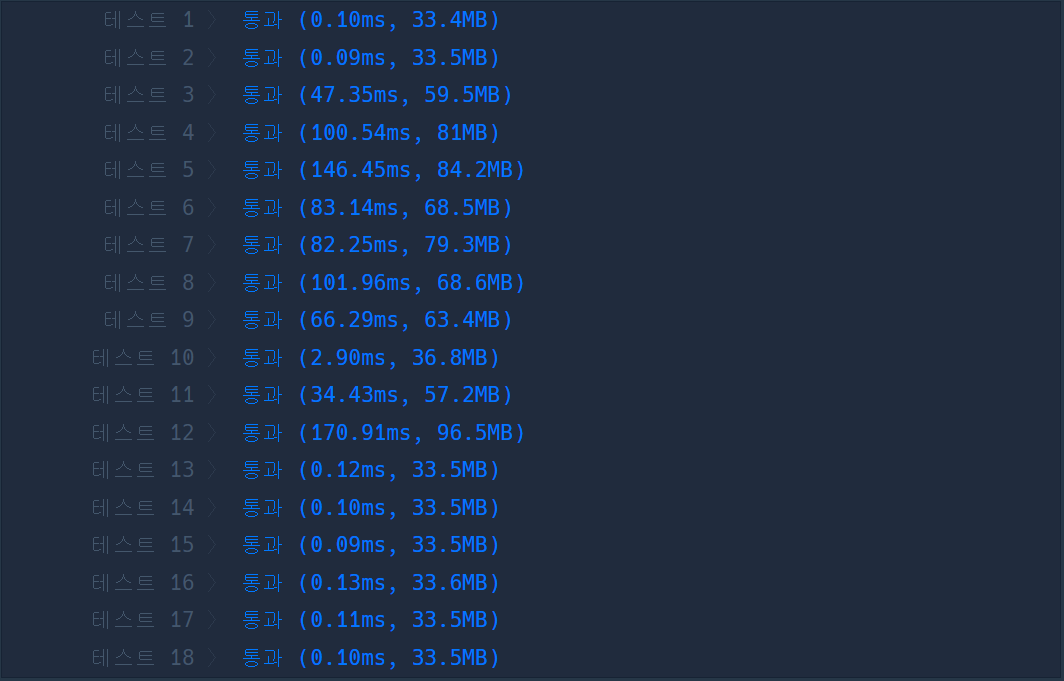 테스트 1 〉 통과 (0.10ms, 33.4MB)
테스트 2 〉 통과 (0.09ms, 33.5MB)
테스트 3 〉 통과 (47.35ms, 59.5MB)
테스트 4 〉 통과 (100.54ms, 81MB)
테스트 5 〉 통과 (146.45ms, 84.2MB)
테스트 6 〉 통과 (83.14ms, 68.5MB)
테스트 7 〉 통과 (82.25ms, 79.3MB)
테스트 8 〉 통과 (101.96ms, 68.6MB)
테스트 9 〉 통과 (66.29ms, 63.4MB)
테스트 10 〉 통과 (2.90ms, 36.8MB)
테스트 11 〉 통과 (34.43ms, 57.2MB)
테스트 12 〉 통과 (170.91ms, 96.5MB)
테스트 13 〉 통과 (0.12ms, 33.5MB)
테스트 14 〉 통과 (0.10ms, 33.5MB)
테스트 15 〉 통과 (0.09ms, 33.5MB)
테스트 16 〉 통과 (0.13ms, 33.6MB)
테스트 17 〉 통과 (0.11ms, 33.5MB)
테스트 18 〉 통과 (0.10ms, 33.5MB)